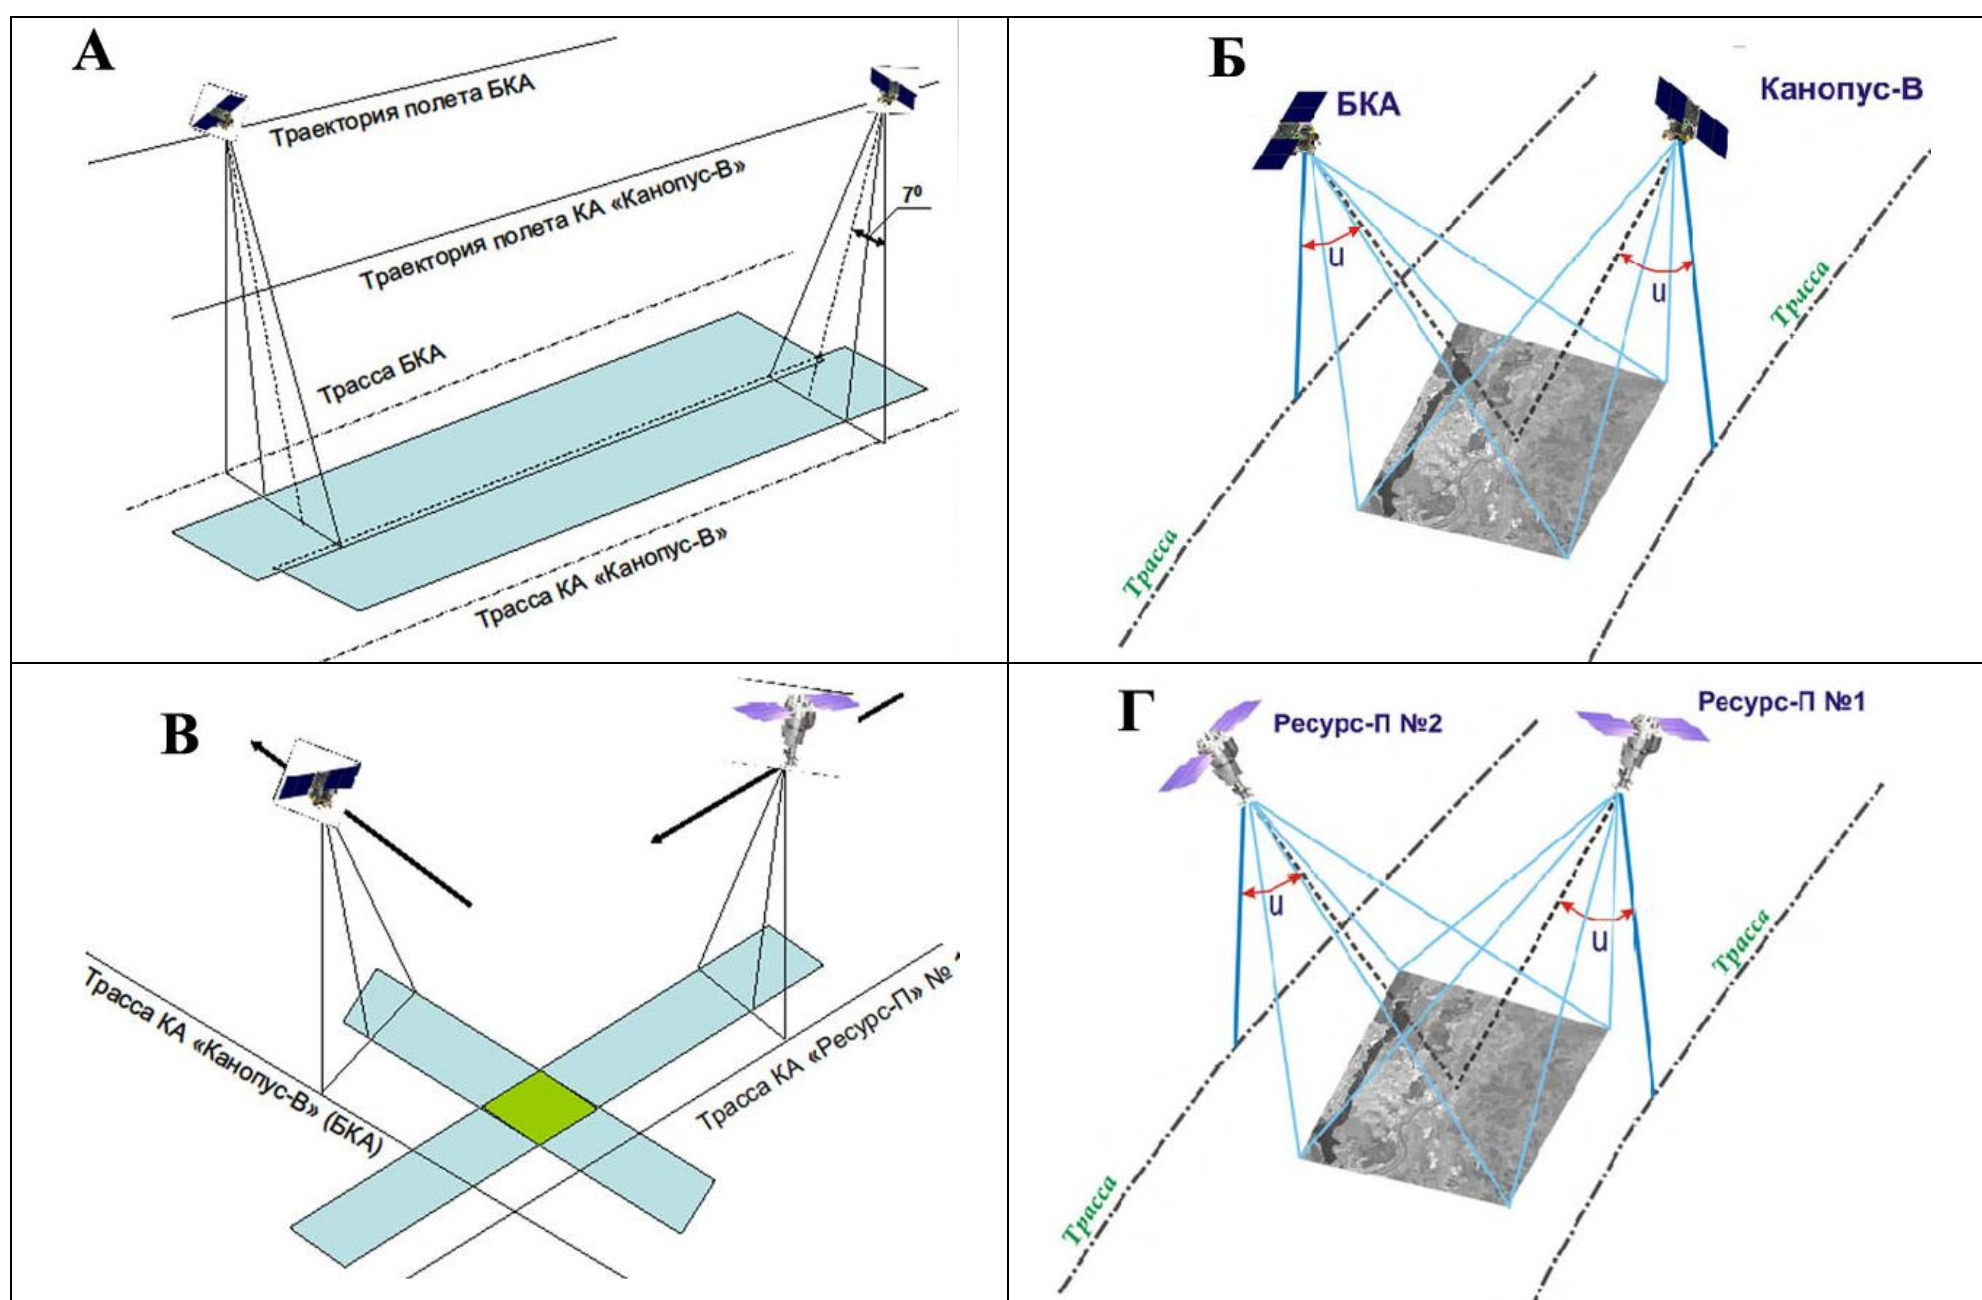 А
Траектория полета БКА
Траектория полета КА «Канопус-В»
7⁰
Трасса БКА
Трасса КА «Канопус-В»
Б
БКА
Канопус-В
u
u
Трасса
Трасса
В
Трасса КА «Канопус-В» (БКА)
Трасса КА «Ресурс-П» №
Г
Ресурс-П №2
Ресурс-П №1
u
u
Трасса
Трасса